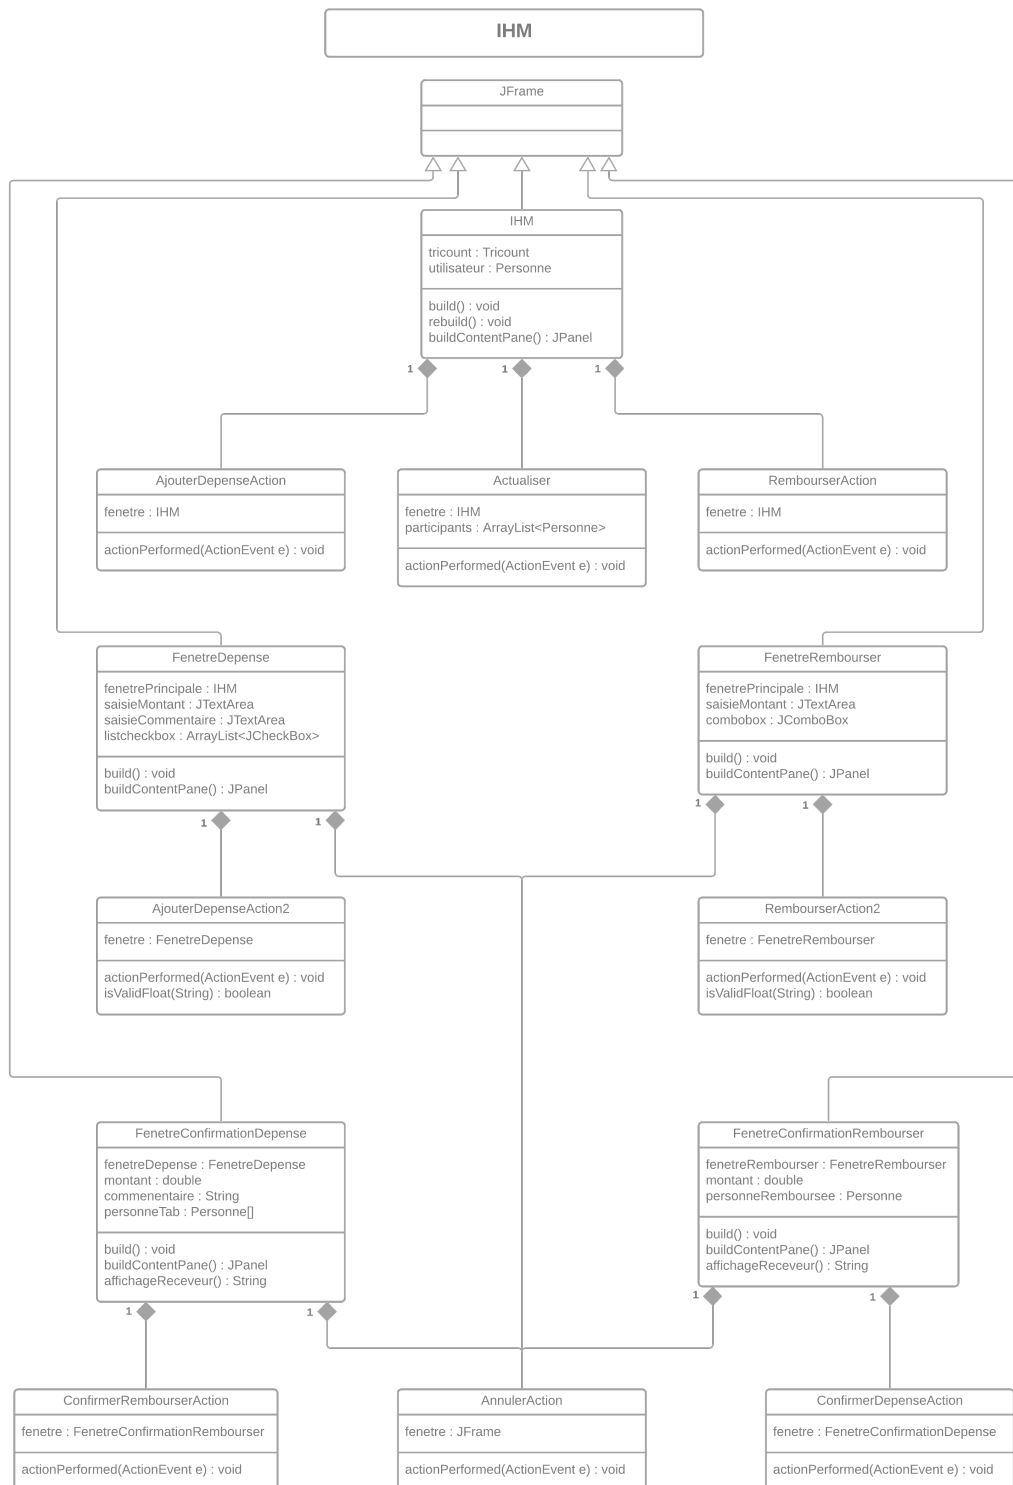 IHM
JFrame
IHM
tricount : Tricount
utilisateur : Personne
build() : void
rebuild() : void
buildContentPane() : JPanel
1
1
1
AjouterDepenseAction
fenetre : IHM
actionPerformed(ActionEvent e) : void
Actualiser
fenetre : IHM
participants : ArrayList<Personne>
actionPerformed(ActionEvent e) : void
RembourserAction
fenetre : IHM
actionPerformed(ActionEvent e) : void
FenetreDepense
fenetrePrincipale : IHM
saisieMontant : JTextArea
saisieCommentaire : JTextArea
listcheckbox : ArrayList<JCheckBox>
build() : void
buildContentPane() : JPanel
1
1
FenetreRembourser
fenetrePrincipale : IHM
saisieMontant : JTextArea
combobox : JComboBox
build() : void
buildContentPane() : JPanel
1
1
AjouterDepenseAction2
fenetre : FenetreDepense
actionPerformed(ActionEvent e) : void
isValidFloat(String) : boolean
RembourserAction2
fenetre : FenetreRembourser
actionPerformed(ActionEvent e) : void
isValidFloat(String) : boolean
FenetreConfirmationDepense
fenetreDepense : FenetreDepense
montant : double
commenentaire : String
personneTab : Personne[]
build() : void
buildContentPane() : JPanel
affichageReceveur() : String
1
1
FenetreConfirmationRembourser
fenetreRembourser : FenetreRembourser
montant : double
personneRemboursee : Personne
build() : void
buildContentPane() : JPanel
affichageReceveur() : String
1
1
ConfirmerRembourserAction
fenetre : FenetreConfirmationRembourser
actionPerformed(ActionEvent e) : void
AnnulerAction
fenetre : JFrame
actionPerformed(ActionEvent e) : void
ConfirmerDepenseAction
fenetre : FenetreConfirmationDepense
actionPerformed(ActionEvent e) : void